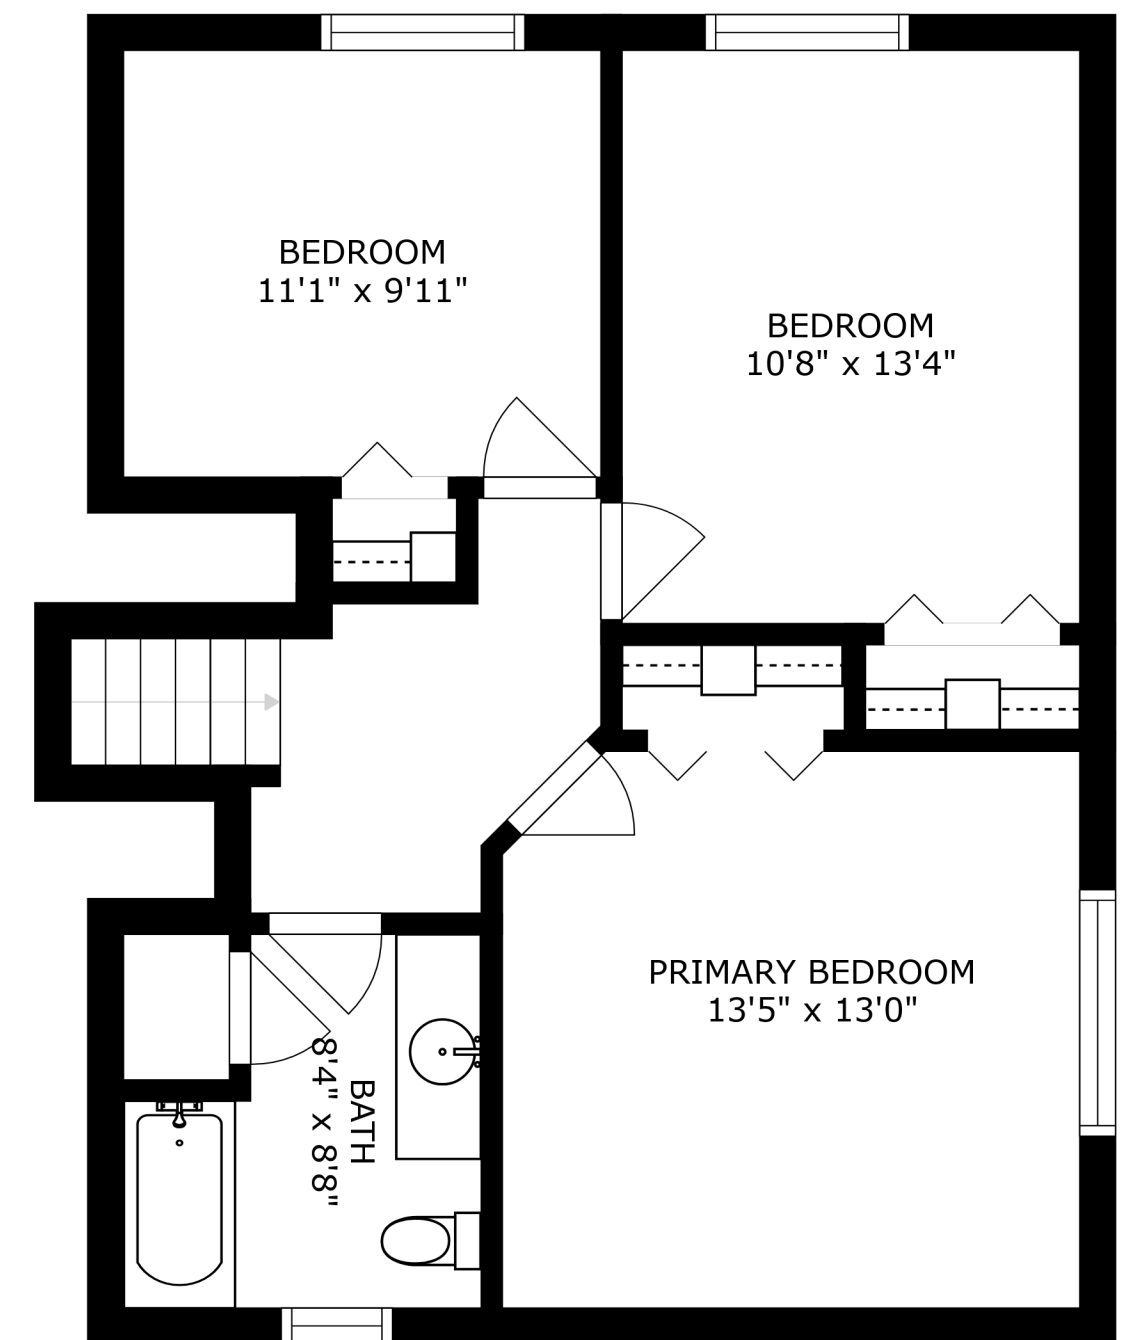 BEDROOM
11'1" x 9'11"
BEDROOM
10'8" x 13'4"
PRIMARY BEDROOM
13'5" x 13'0"
BATH
8'4" x 8'8"